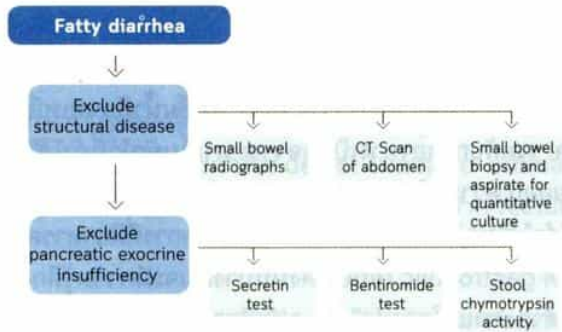 Fatty diarrhea
Exclude
structural disease
Small bowel
radiographs
CT Scan
of abdomen
Small bowel
biopsy and
aspirate for
quantitative
culture
Exclude
pancreatic exocrine
insufficiency
Secretin
test
Bentiromide
test
Stool
chymotrypsin
activity